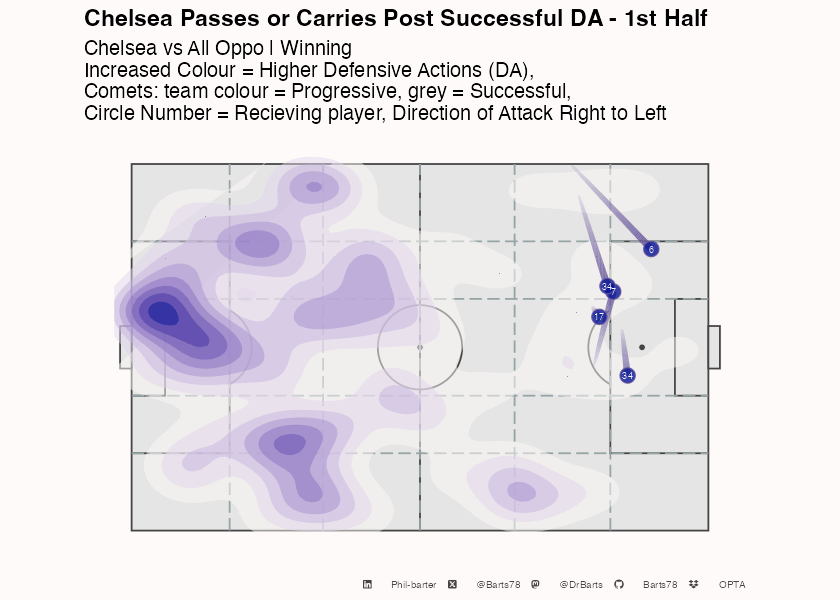 Chelsea Passes or Carries Post Successful DA - 1st Half
Chelsea vs All Oppo | Winning
Increased Colour = Higher Defensive Actions (DA),
Comets: team colour = Progressive, grey = Successful,
Circle Number = Recieving player, Direction of Attack Right to Left
6
34 7
17
34
Phil-barter @Barts78 @DrBarts Barts78 OPTA